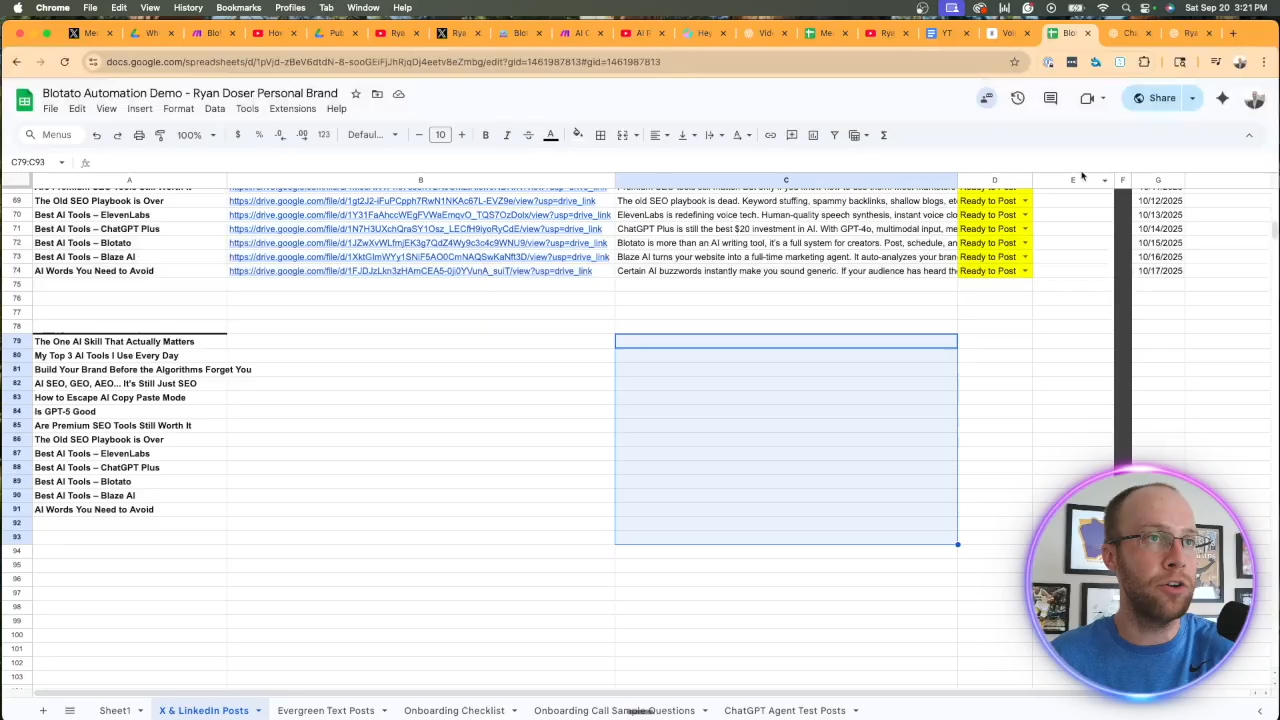 Chrome File Edit View History Bookmarks Profiles Tab Window Help Sat Sep 20 3:21 PM
docs.google.com/spreadsheets/d/1pVjd-zBeV6dtdN-8-sooGEiFjJhRjqDj4eetv8eZmbg/edit?gid=1461987813#gid=1461987813
Blotato Automation Demo - Ryan Doser Personal Brand
File Edit View Insert Format Data Tools Extensions Help
Share
Menus 100% $ % .0 .00 123 Defaul... 10 B I A
C79:C93 fx
A B C D E F G
69 The Old SEO Playbook is Over https://drive.google.com/file/d/1gt2J2-iFuPCpph7RwN1NKAc67L-EVZ9e/view?usp=drive_link The old SEO playbook is dead. Keyword stuffing, spammy backlinks, shallow blogs, etc Ready to Post 10/12/2025
70 Best AI Tools – ElevenLabs https://drive.google.com/file/d/1Y31FaAhccWEgFVWaEmqvO_TQS7OzDolx/view?usp=drive_link ElevenLabs is redefining voice tech. Human-quality speech synthesis, instant voice clo Ready to Post 10/13/2025
71 Best AI Tools – ChatGPT Plus https://drive.google.com/file/d/1N7H3UXchQraSY1Osz_LECfH9iyoRyCdE/view?usp=drive_link ChatGPT Plus is still the best $20 investment in AI. With GPT-4o, multimodal input, me Ready to Post 10/14/2025
72 Best AI Tools – Blotato https://drive.google.com/file/d/1JZwXvWLfmjEK3g7QdZ4Wy9c3c4c9WNU9/view?usp=drive_link Blotato is more than an AI writing tool, it's a full system for creators. Post, schedule, an Ready to Post 10/15/2025
73 Best AI Tools – Blaze AI https://drive.google.com/file/d/1XktGImWYy1SNiF5AO0CmNAQSwKaNft3D/view?usp=drive_link Blaze AI turns your website into a full-time marketing agent. It auto-analyzes your bran Ready to Post 10/16/2025
74 AI Words You Need to Avoid https://drive.google.com/file/d/1FJDJzLkn3zHAmCEA5-0jj0YVunA_suiT/view?usp=drive_link Certain AI buzzwords instantly make you sound generic. If your audience has heard th Ready to Post 10/17/2025
75
76
77
78
79 The One AI Skill That Actually Matters
80 My Top 3 AI Tools I Use Every Day
81 Build Your Brand Before the Algorithms Forget You
82 AI SEO, GEO, AEO... It's Still Just SEO
83 How to Escape AI Copy Paste Mode
84 Is GPT-5 Good
85 Are Premium SEO Tools Still Worth It
86 The Old SEO Playbook is Over
87 Best AI Tools – ElevenLabs
88 Best AI Tools – ChatGPT Plus
89 Best AI Tools – Blotato
90 Best AI Tools – Blaze AI
91 AI Words You Need to Avoid
92
93
94
95
96
97
98
99
100
101
102
103
Sheet1 X & LinkedIn Posts Evergreen Text Posts Onboarding Checklist Onboarding Call Sample Questions ChatGPT Agent Test Posts